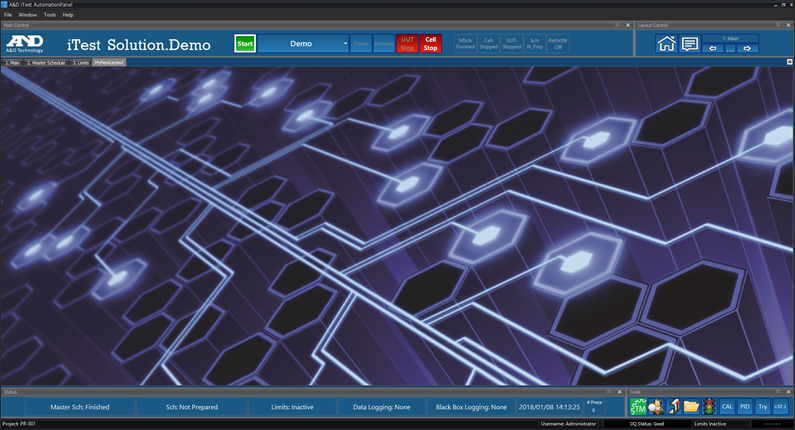 A&D iTest AutomationPanel
File Window Tools Help
Main Control
Layout Control
AND
A&D Technology
iTest Solution.Demo
Start
Demo
Pause
Resume
UUT
Stop
Cell
Stop
MSch:
Finished
Cell
Stopped
UUT:
Stopped
Sch:
N_Prep
Remote
Off
1. Main
...
1. Main 2. Master Schedule 3. Limits MyNewLayout
Status
Tools
Master Sch: Finished
Sch: Not Prepared
Limits: Inactive
Data Logging: None
Black Box Logging: None
2018/01/08 14:13:25
# Procs
0
STM
CAL
PID
Try
v37.1
Project: PR-001
Username: Administrator
DQ Status: Good
Limits Inactive
------